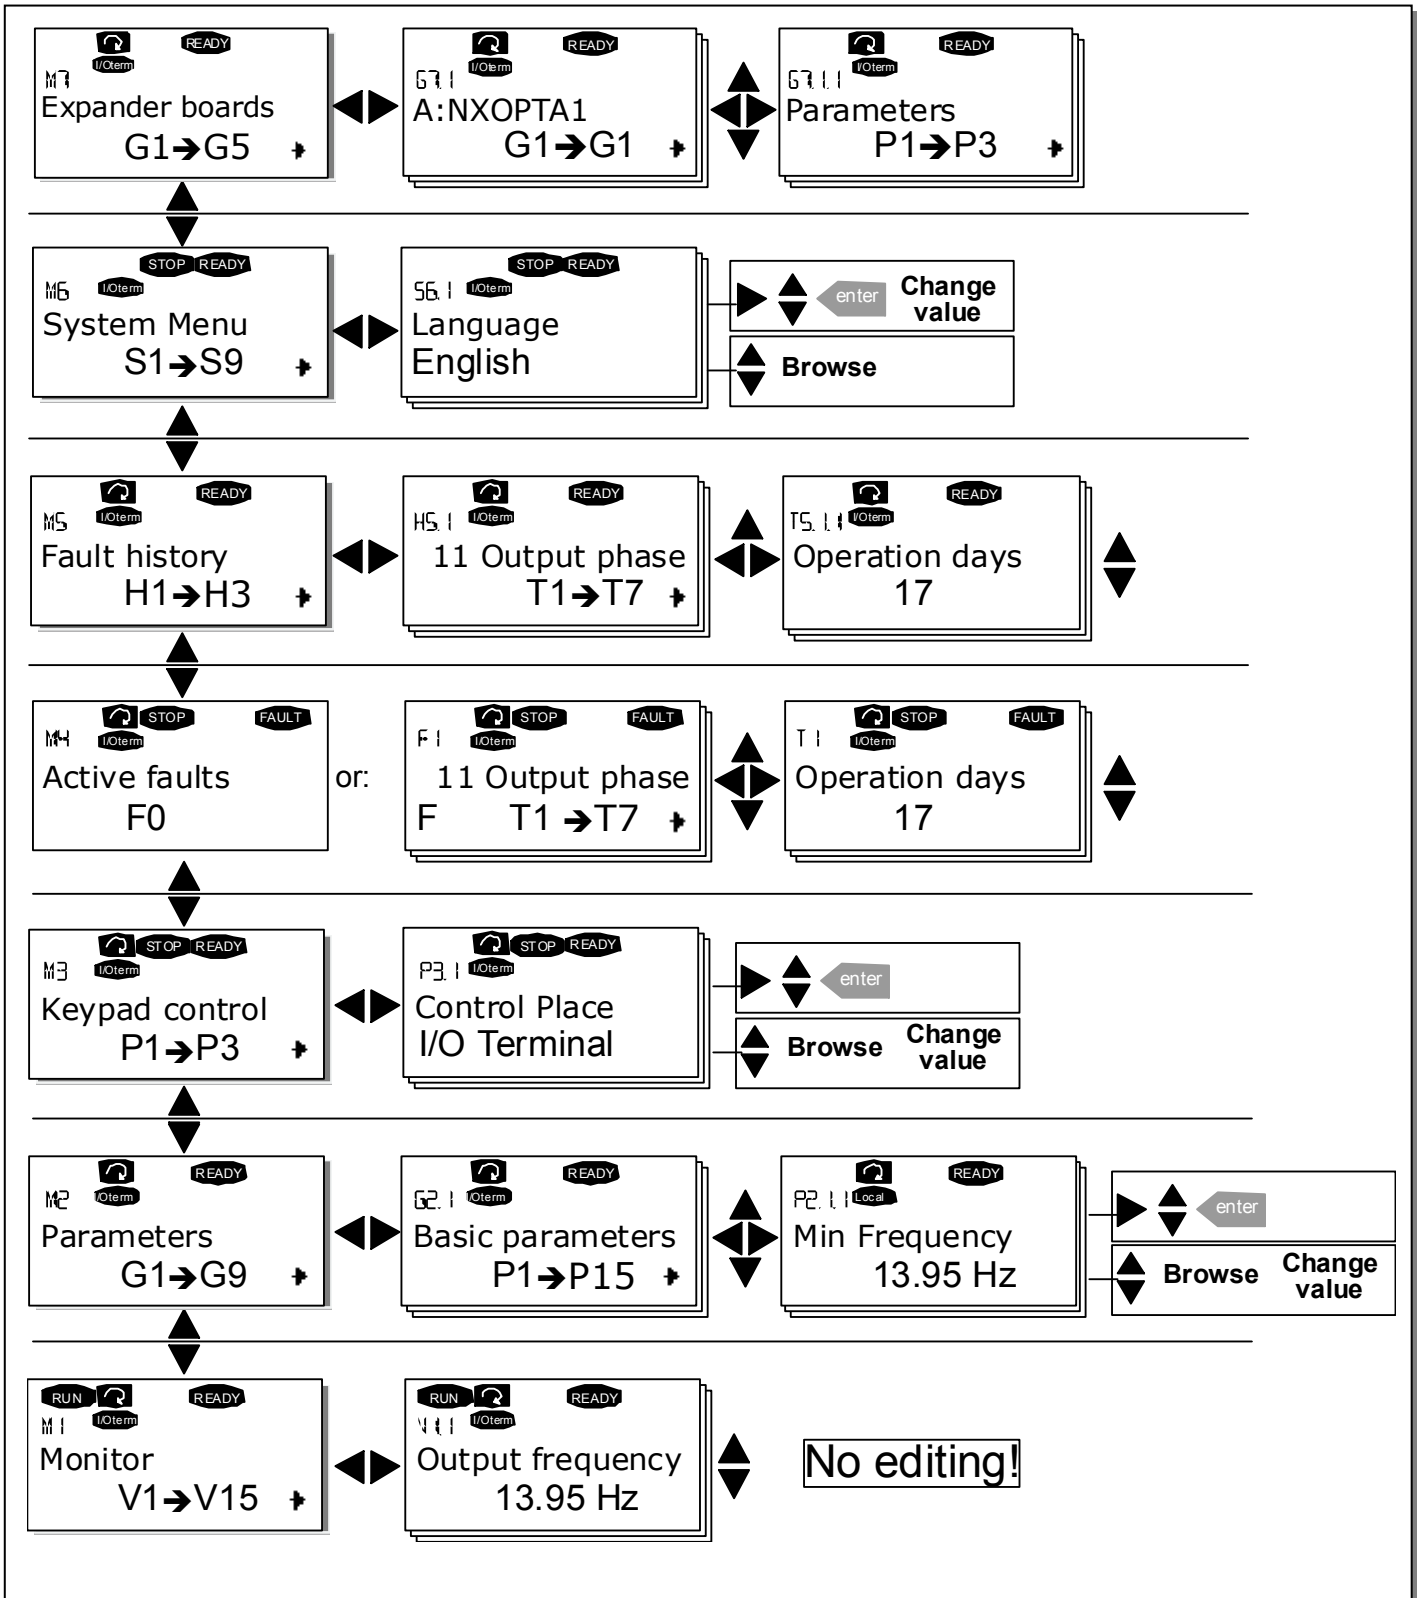 READY
I/Oterm
M7
Expander boards
G1➔G5
READY
I/Oterm
G7.1
A:NXOPTA1
G1➔G1
READY
I/Oterm
G7.1.1
Parameters
P1➔P3
STOP READY
M6 I/Oterm
System Menu
S1➔S9
STOP READY
S6.1 I/Oterm
Language
English
enter
Change
value
Browse
READY
M5 I/Oterm
Fault history
H1➔H3
READY
H5.1 I/Oterm
11 Output phase
T1➔T7
READY
T5.1.1 I/Oterm
Operation days
17
STOP FAULT
M4 I/Oterm
Active faults
F0
or:
STOP FAULT
F1 I/Oterm
11 Output phase
F T1➔T7
STOP FAULT
T1 I/Oterm
Operation days
17
STOP READY
M3 I/Oterm
Keypad control
P1➔P3
STOP READY
P3.1 I/Oterm
Control Place
I/O Terminal
enter
Browse
Change
value
READY
M2 I/Oterm
Parameters
G1➔G9
READY
G2.1 I/Oterm
Basic parameters
P1➔P15
READY
P2.1.1 Local
Min Frequency
13.95 Hz
enter
Browse
Change
value
RUN READY
M1 I/Oterm
Monitor
V1➔V15
RUN READY
V1.1 I/Oterm
Output frequency
13.95 Hz
No editing!